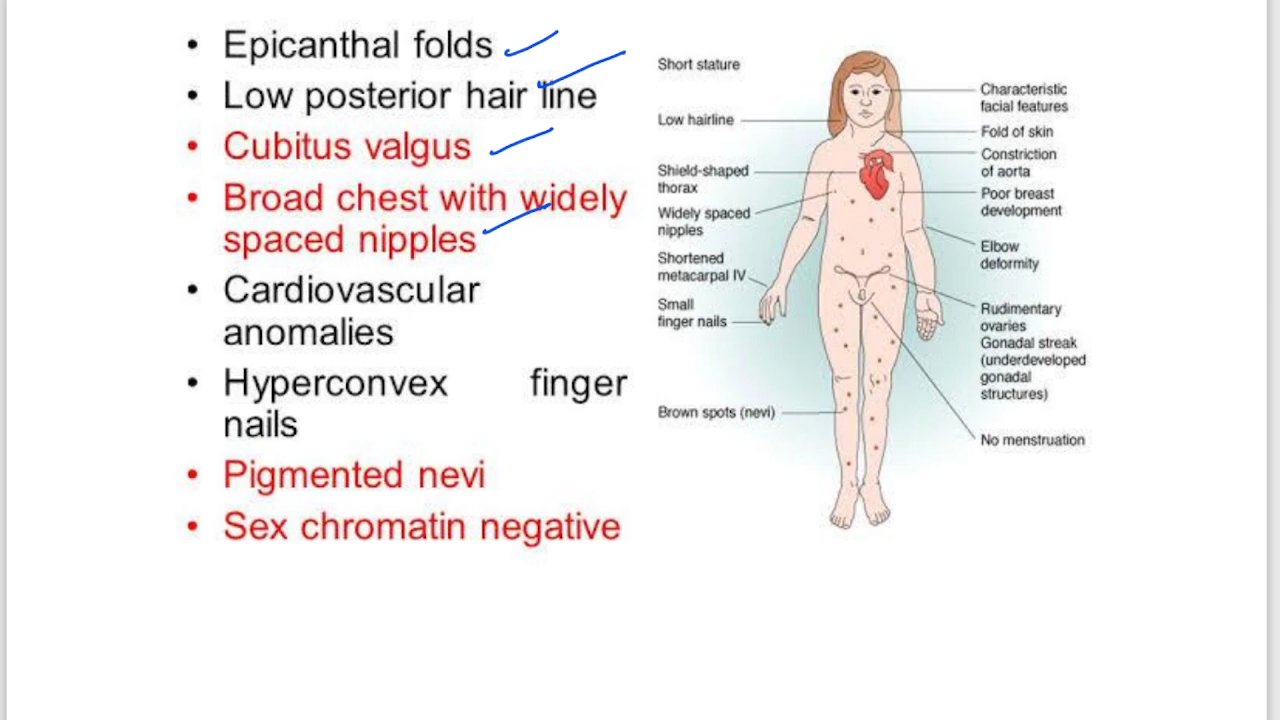 • Epicanthal folds
• Low posterior hair line
• Cubitus valgus
• Broad chest with widely
spaced nipples
• Cardiovascular
anomalies
• Hyperconvex finger
nails
• Pigmented nevi
• Sex chromatin negative
Short stature
Low hairline
Shield-shaped
thorax
Widely spaced
nipples
Shortened
metacarpal IV
Small
finger nails
Brown spots (nevi)
Characteristic
facial features
Fold of skin
Constriction
of aorta
Poor breast
development
Elbow
deformity
Rudimentary
ovaries
Gonadal streak
(underdeveloped
gonadal
structures)
No menstruation